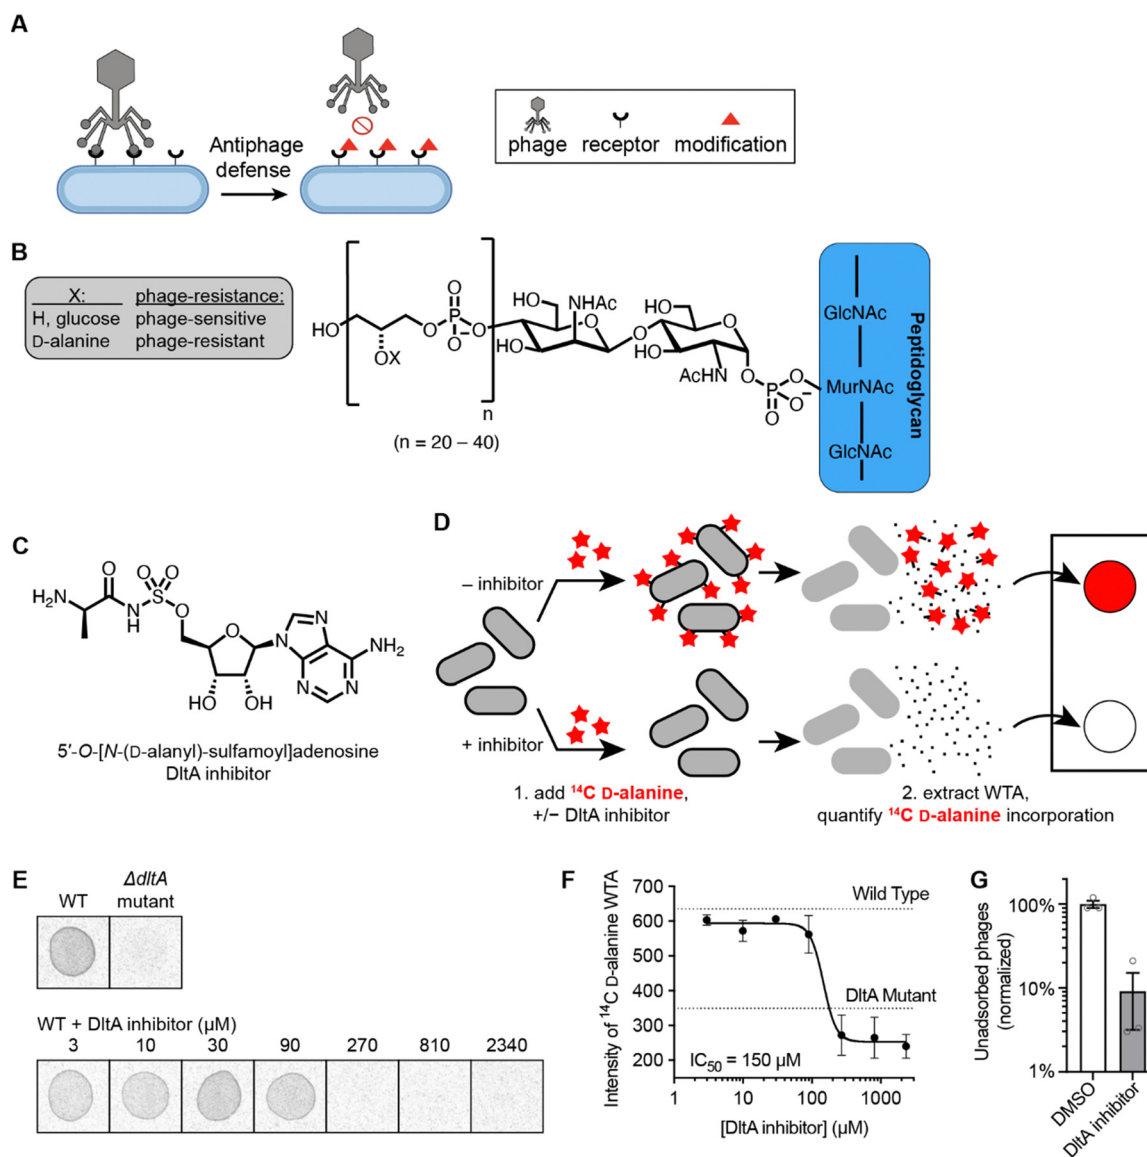 A
Antiphage
defense
phage receptor modification
B
X: phage-resistance:
H, glucose phage-sensitive
D-alanine phage-resistant
HO
OX
O
P
O
O−
O
n
(n = 20 – 40)
HO
NHAc
O
HO
O
HO
O
HO
AcHN
O
P
O
O
O−
GlcNAc
MurNAc
GlcNAc
Peptidoglycan
C
H2N
O
N
H
O
S
O
O
O
N
N
N
N
NH2
HO OH
5′-O-[N-(D-alanyl)-sulfamoyl]adenosine
DltA inhibitor
D
– inhibitor
+ inhibitor
1. add 14C D-alanine,
+/− DltA inhibitor
2. extract WTA,
quantify 14C D-alanine incorporation
E
WT ΔdltA
mutant
WT + DltA inhibitor (µM)
3 10 30 90 270 810 2340
F
Intensity of 14C D-alanine WTA
700
600
500
400
300
200
Wild Type
DltA Mutant
IC50 = 150 µM
1 10 100 1000
[DltA inhibitor] (µM)
G
Unadsorbed phages
(normalized)
100%
10%
1%
DMSO
DltA inhibitor